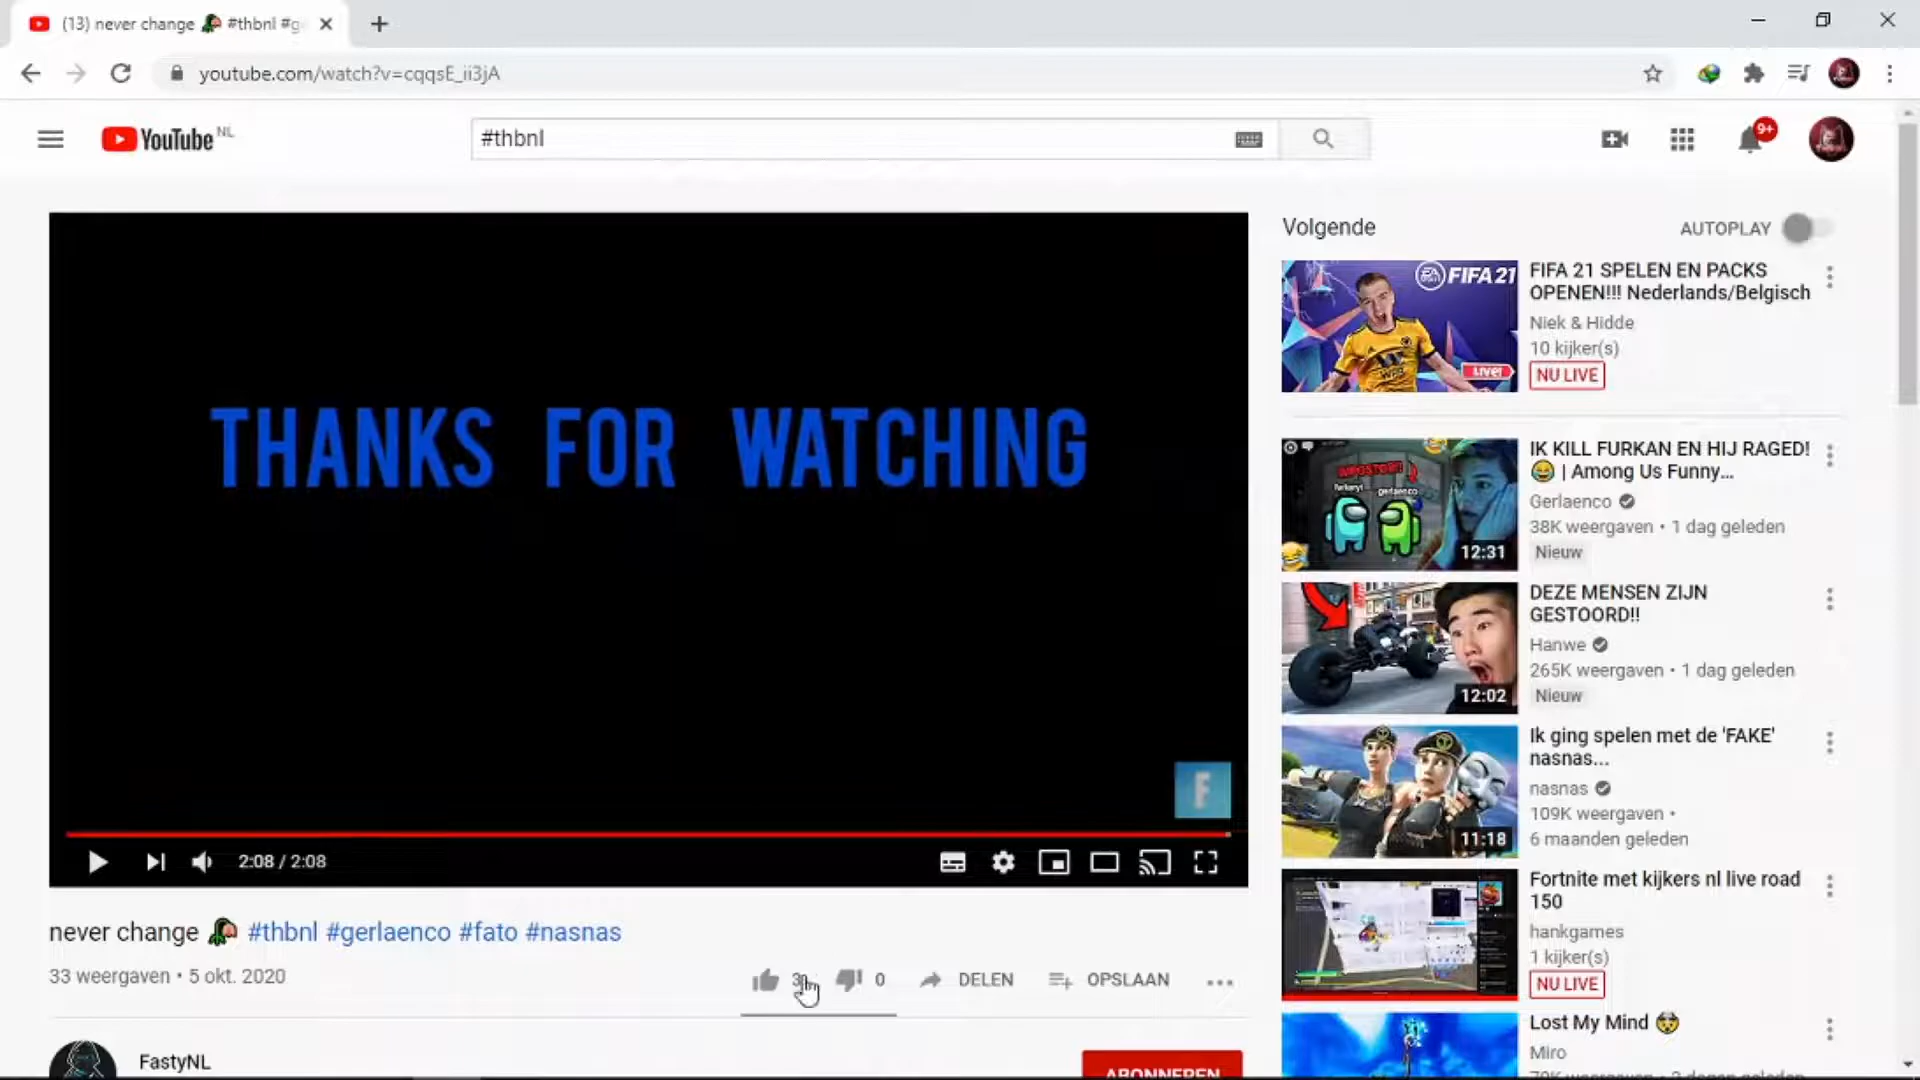 (13) never change #thbnl #g
youtube.com/watch?v=cqqsE_ii3jA
YouTube NL
#thbnl
9+
THANKS FOR WATCHING
F
2:08 / 2:08
never change #thbnl #gerlaenco #fato #nasnas
33 weergaven • 5 okt. 2020
0 DELEN OPSLAAN
FastyNL
ABONNEREN
Volgende
AUTOPLAY
EA SPORTS FIFA 21
LIVE!
FIFA 21 SPELEN EN PACKS
OPENEN!!! Nederlands/Belgisch
Niek & Hidde
10 kijker(s)
NU LIVE
IMPOSTOR!!
furkanyt gerlaenco
12:31
IK KILL FURKAN EN HIJ RAGED!
| Among Us Funny...
Gerlaenco
38K weergaven • 1 dag geleden
Nieuw
12:02
DEZE MENSEN ZIJN
GESTOORD!!
Hanwe
265K weergaven • 1 dag geleden
Nieuw
11:18
Ik ging spelen met de 'FAKE'
nasnas...
nasnas
109K weergaven •
6 maanden geleden
Fortnite met kijkers nl live road
150
hankgames
1 kijker(s)
NU LIVE
Lost My Mind
Miro